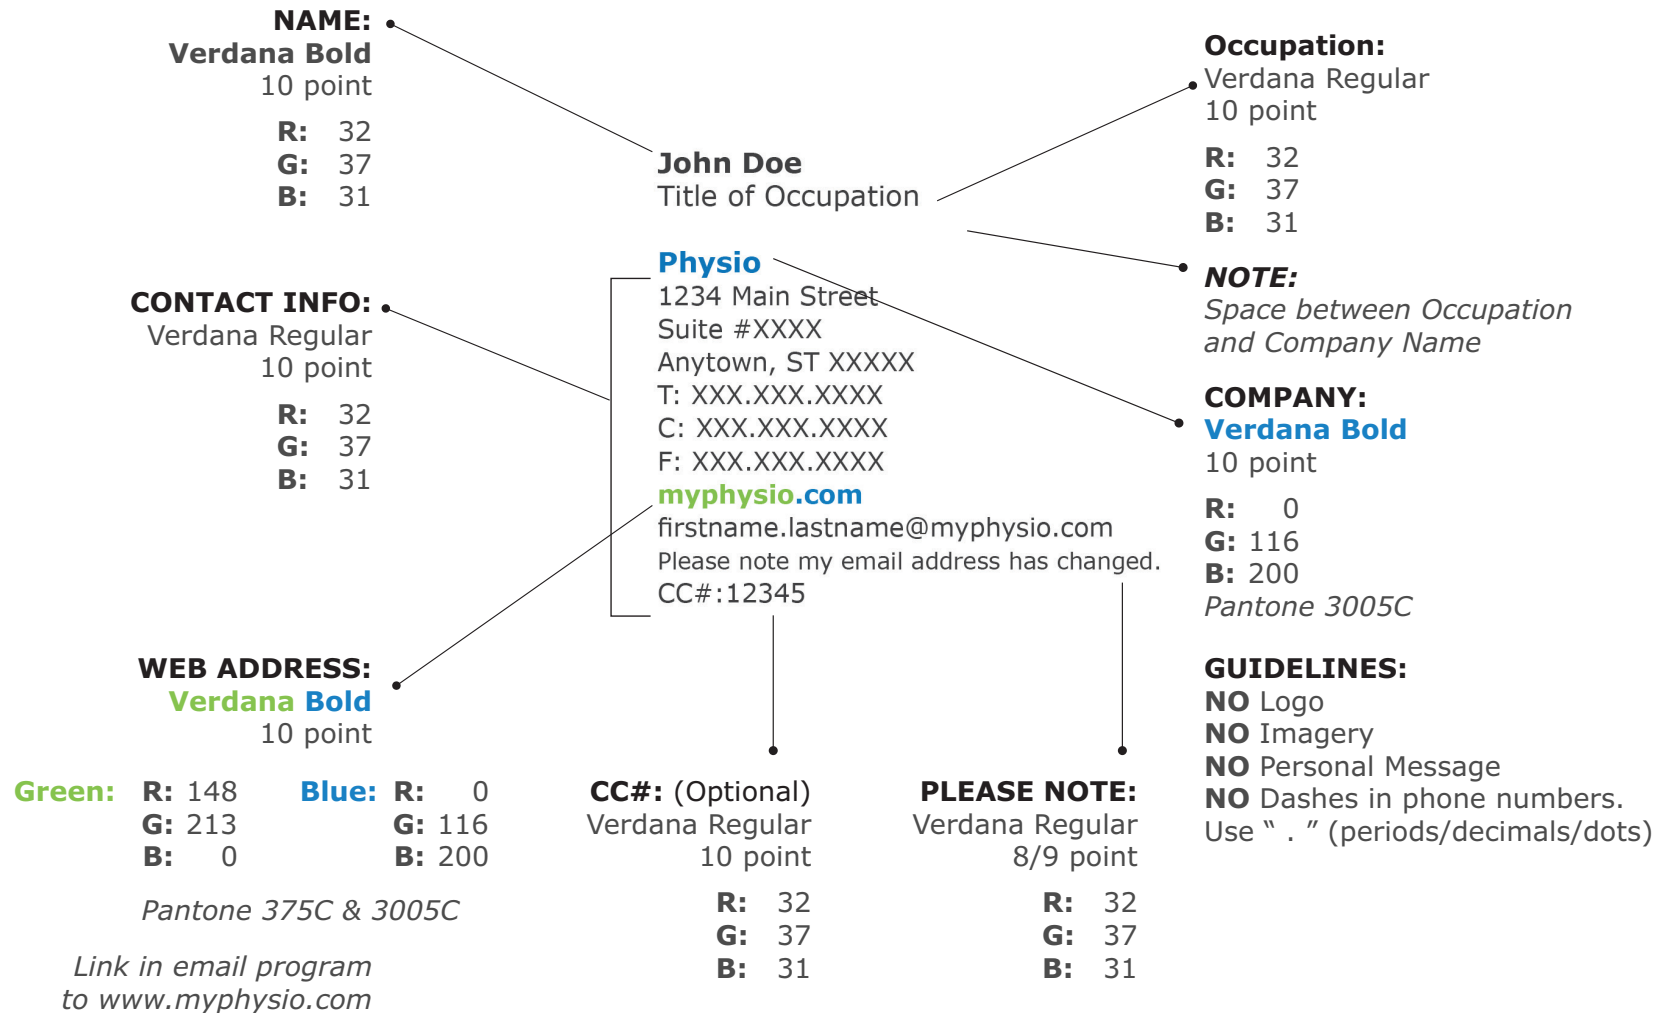 NAME:
Verdana Bold
10 point
R: 32
G: 37
B: 31
CONTACT INFO:
Verdana Regular
10 point
R: 32
G: 37
B: 31
WEB ADDRESS:
Verdana Bold
10 point
Green: R: 148 Blue: R: 0
G: 213 G: 116
B: 0 B: 200
Pantone 375C & 3005C
Link in email program
to www.myphysio.com
John Doe
Title of Occupation
Physio
1234 Main Street
Suite #XXXX
Anytown, ST XXXXX
T: XXX.XXX.XXXX
C: XXX.XXX.XXXX
F: XXX.XXX.XXXX
myphysio.com
firstname.lastname@myphysio.com
Please note my email address has changed.
CC#:12345
CC#: (Optional)
Verdana Regular
10 point
R: 32
G: 37
B: 31
PLEASE NOTE:
Verdana Regular
8/9 point
R: 32
G: 37
B: 31
Occupation:
Verdana Regular
10 point
R: 32
G: 37
B: 31
NOTE:
Space between Occupation
and Company Name
COMPANY:
Verdana Bold
10 point
R: 0
G: 116
B: 200
Pantone 3005C
GUIDELINES:
NO Logo
NO Imagery
NO Personal Message
NO Dashes in phone numbers.
Use “ . ” (periods/decimals/dots)